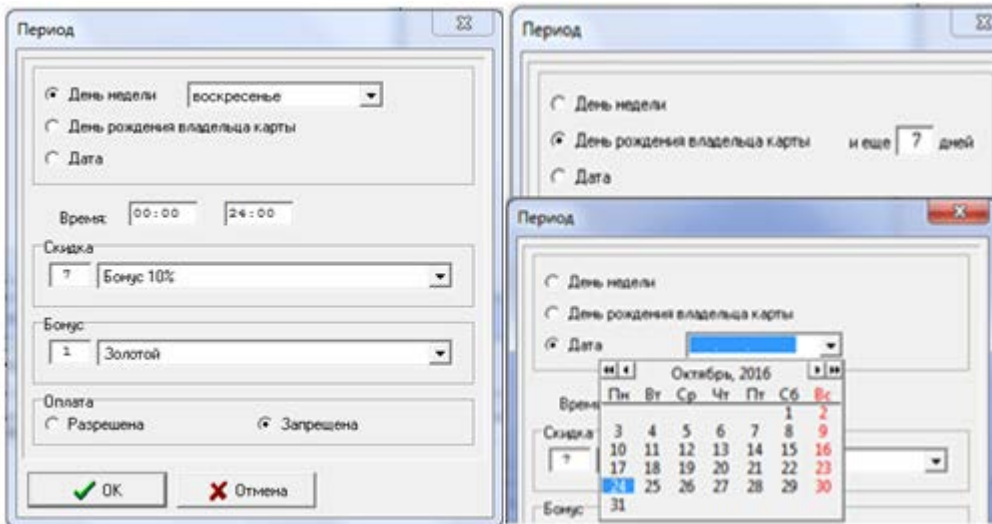 Период
День недели воскресенье
День рождения владельца карты
Дата
Время: 00:00 24:00
Скидка
7 Бонус 10%
Бонус
1 Золотой
Оплата
Разрешена Запрещена
OK Отмена
Период
День недели
День рождения владельца карты и еще 7 дней
Дата
Период
День недели
День рождения владельца карты
Дата
Октябрь, 2016
Пн Вт Ср Чт Пт Сб Вс
1 2
3 4 5 6 7 8 9
10 11 12 13 14 15 16
17 18 19 20 21 22 23
24 25 26 27 28 29 30
31
Скидка
7
Бонус